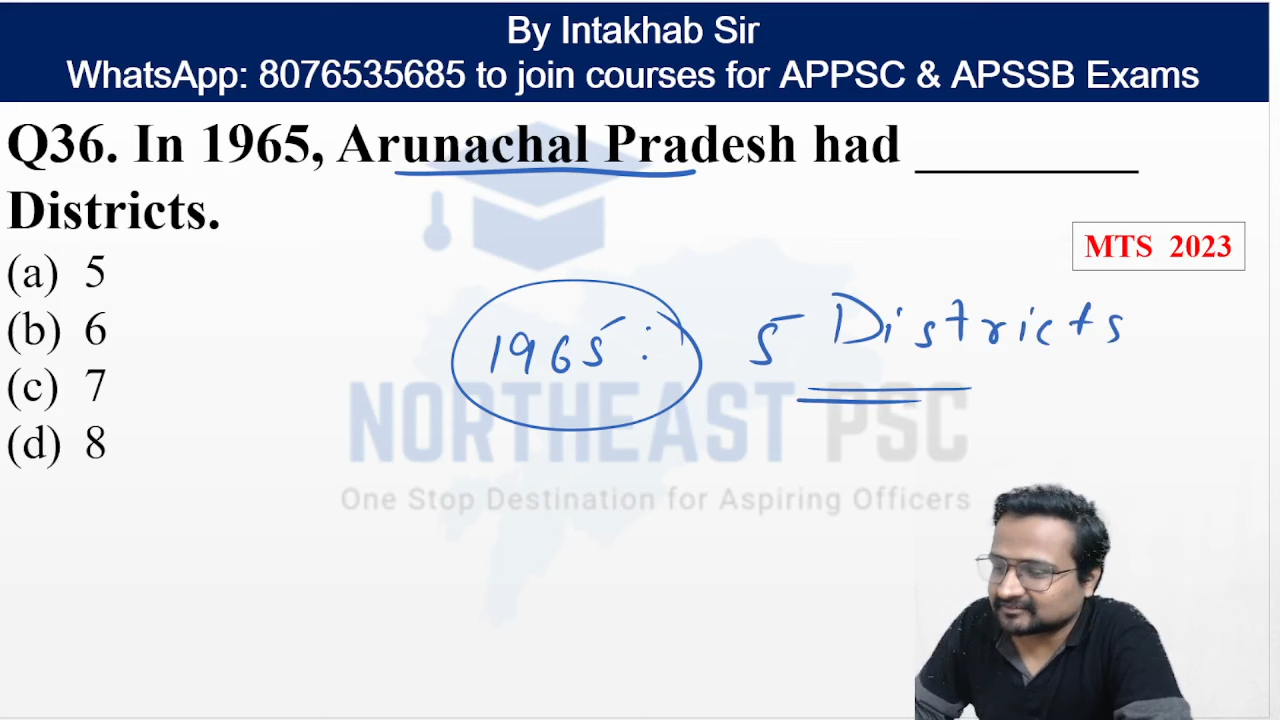 By Intakhab Sir
WhatsApp: 8076535685 to join courses for APPSC & APSSB Exams
Q36. In 1965, Arunachal Pradesh had _________
Districts.
MTS 2023
(a) 5
(b) 6
(c) 7
(d) 8
1965 : 5 Districts
NORTHEAST PSC
One Stop Destination for Aspiring Officers